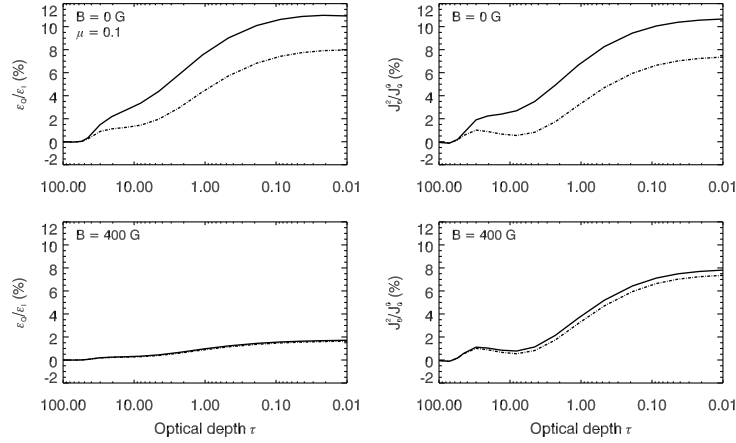 B = 0 G
μ = 0.1
12
10
8
6
4
2
0
-2
ε_Q/ε_I (%)
100.00 10.00 1.00 0.10 0.01
B = 0 G
12
10
8
6
4
2
0
-2
J²₀/J⁰₀ (%)
100.00 10.00 1.00 0.10 0.01
B = 400 G
12
10
8
6
4
2
0
-2
ε_Q/ε_I (%)
100.00 10.00 1.00 0.10 0.01
Optical depth τ
B = 400 G
12
10
8
6
4
2
0
-2
J²₀/J⁰₀ (%)
100.00 10.00 1.00 0.10 0.01
Optical depth τ